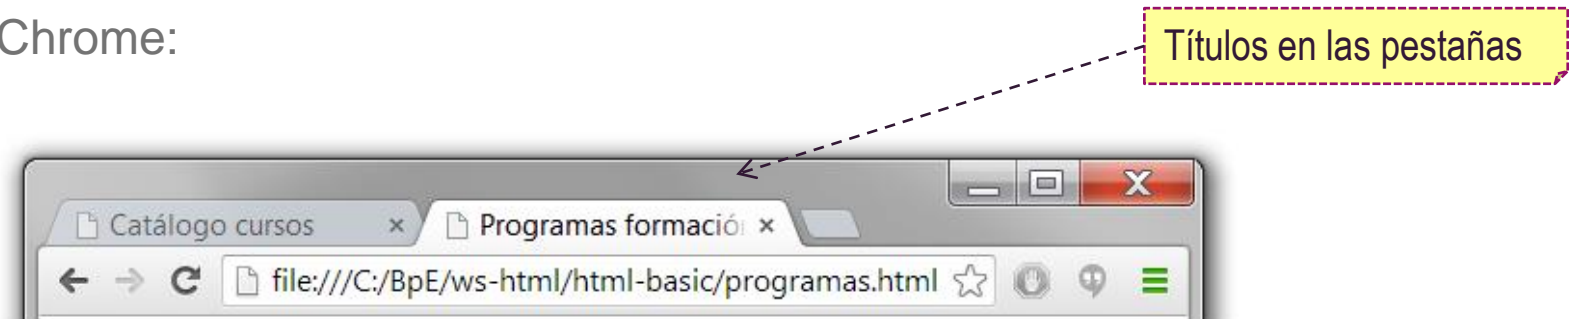 Chrome:
Títulos en las pestañas
Catálogo cursos
Programas formació
file:///C:/BpE/ws-html/html-basic/programas.html